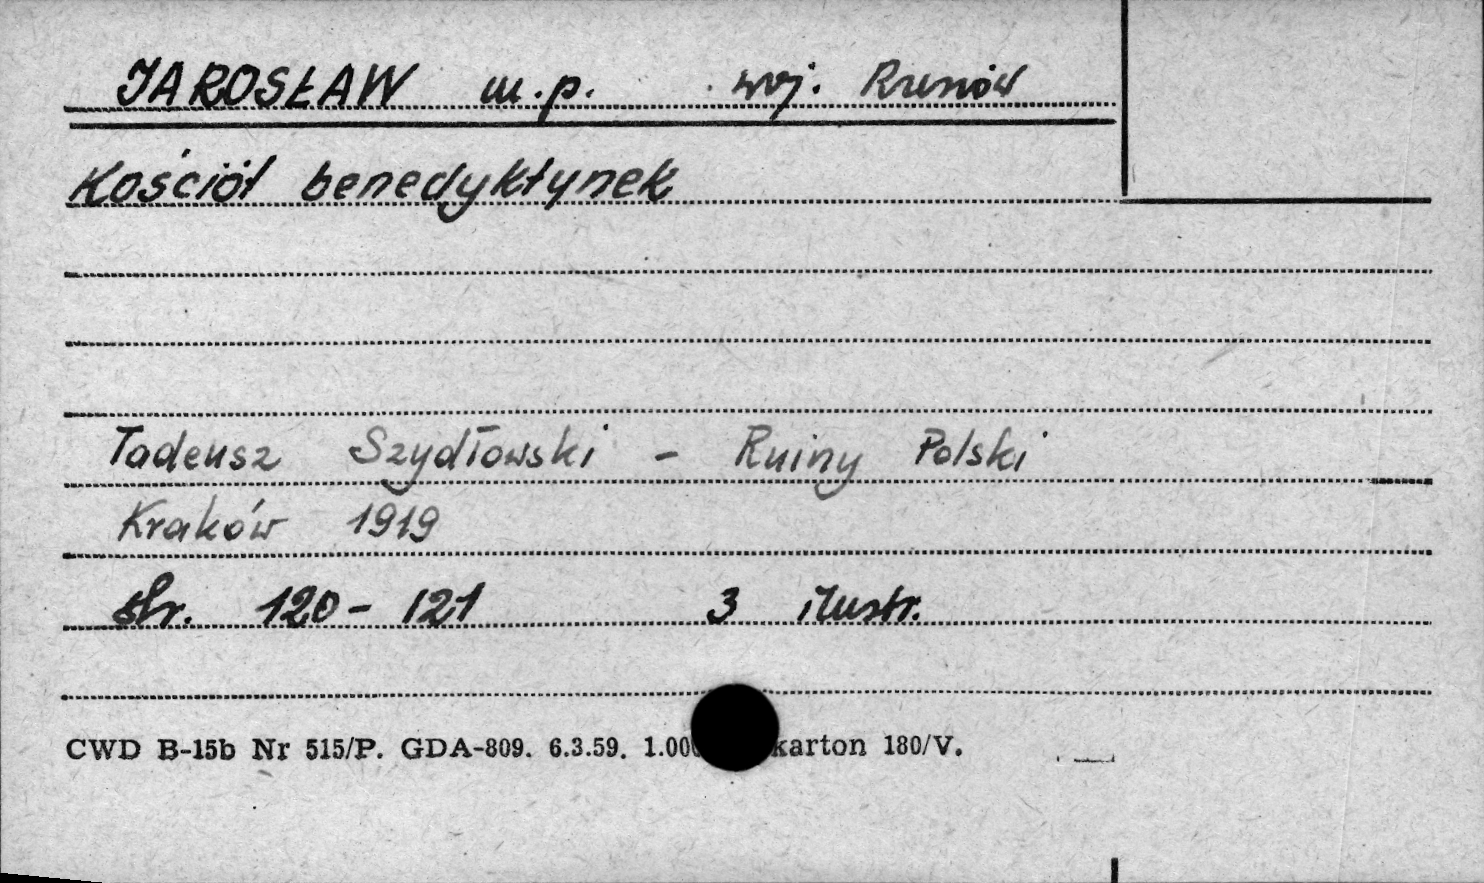 JAROSŁAW m.p. woj. Rzeszów
Kościół benedyktynek
Tadeusz Szydłowski - Ruiny Polski
Kraków 1919
str. 120-121 3 ilustr.
CWD B-15b Nr 515/P. GDA-809. 6.3.59. karton 180/V.